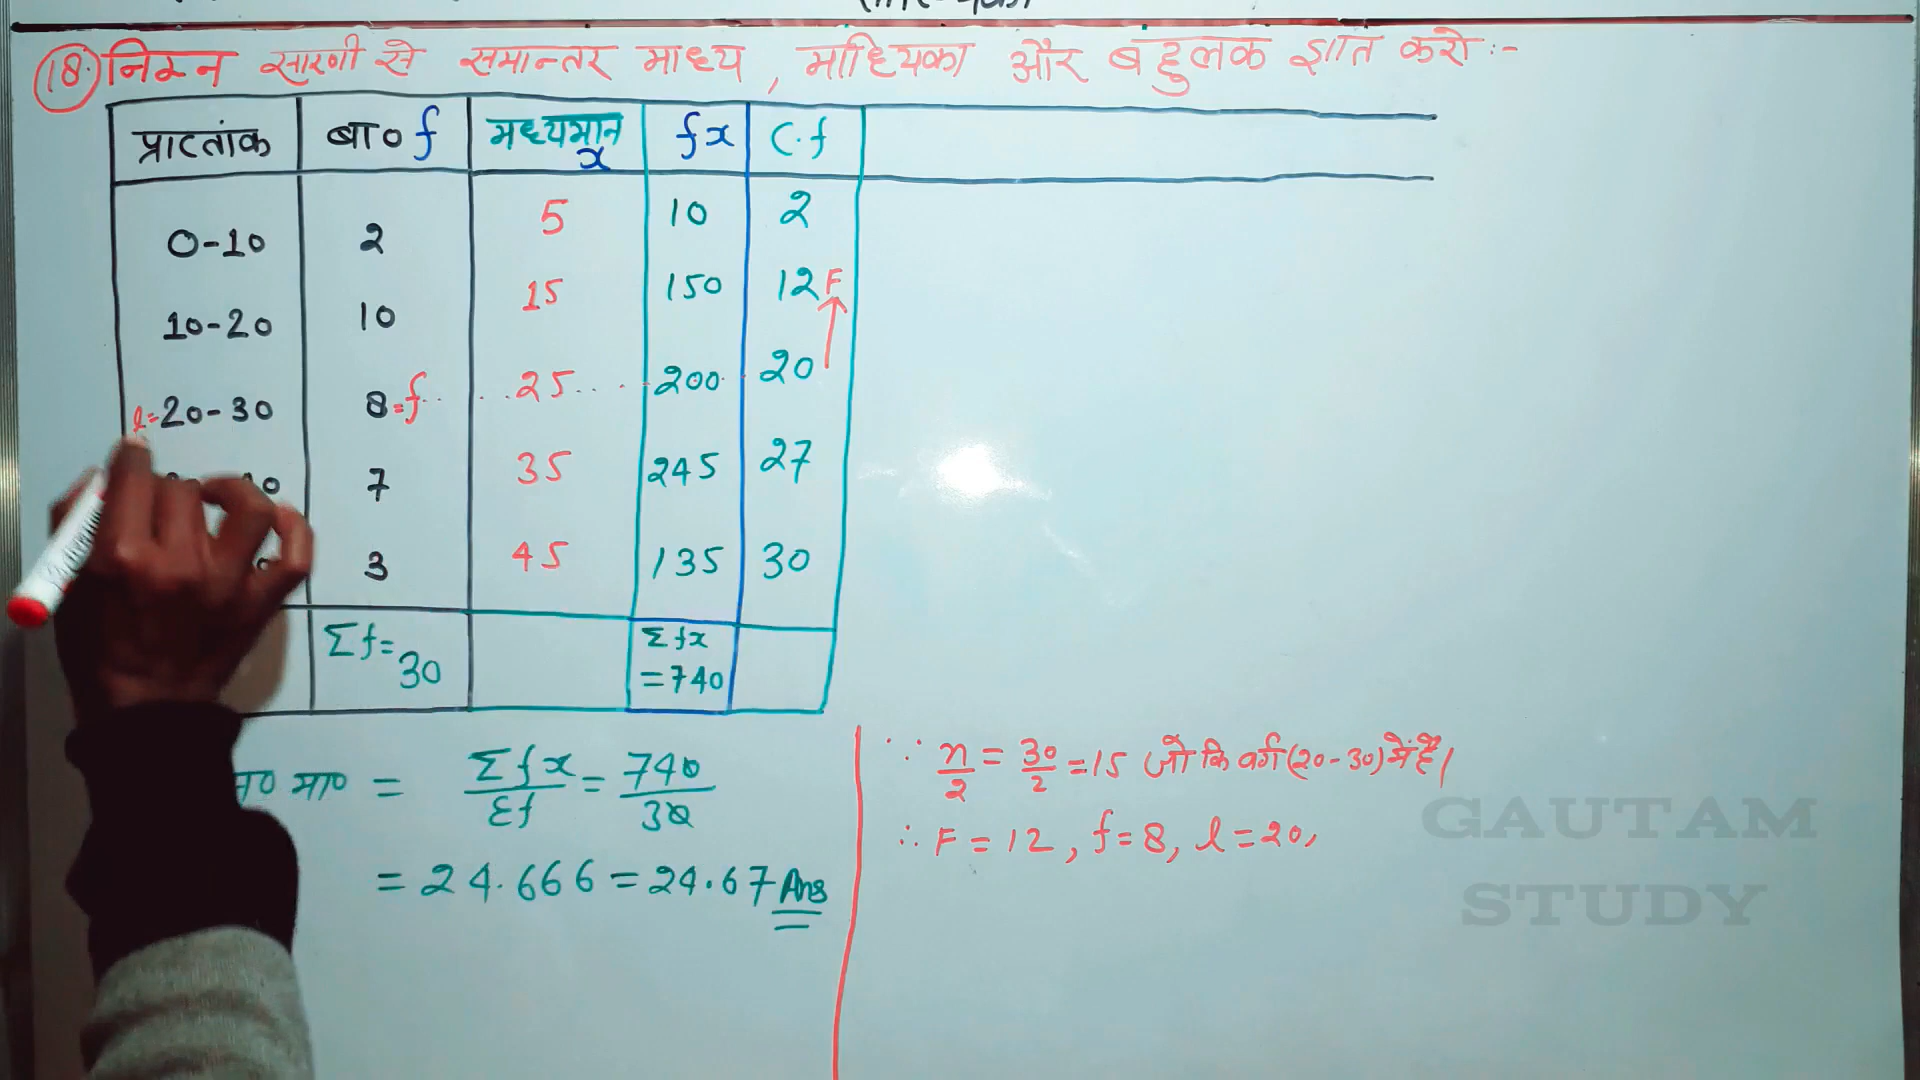 18. निम्न सारणी से समान्तर माध्य, माध्यिका और बहुलक ज्ञात करो :-
प्राप्तांक बा० f मध्यमान x fx C.f
0-10 2 5 10 2
10-20 10 15 150 12 F
l= 20-30 8=f 25 200 20
7 35 245 27
3 45 135 30
Σf= 30 Σfx =740
मा० = Σfx/Σf = 740/30
= 24.666 = 24.67 Ans
∵ n/2 = 30/2 = 15 जो कि वर्ग (20-30) में है।
∴ F = 12, f = 8, l = 20,
GAUTAM
STUDY